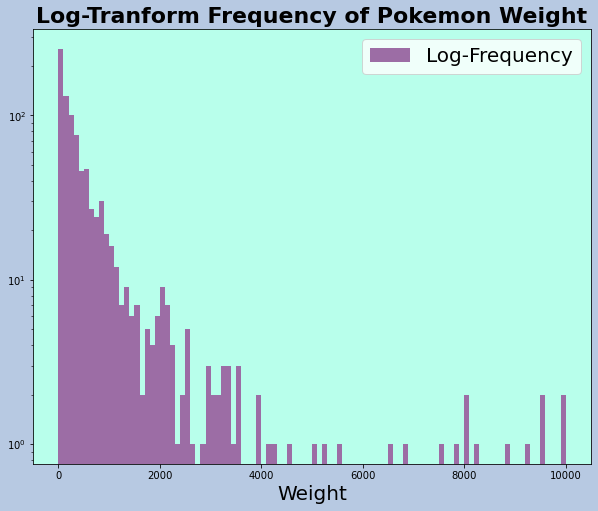 Log-Tranform Frequency of Pokemon Weight
Log-Frequency
10²
10¹
10⁰
0 2000 4000 6000 8000 10000
Weight